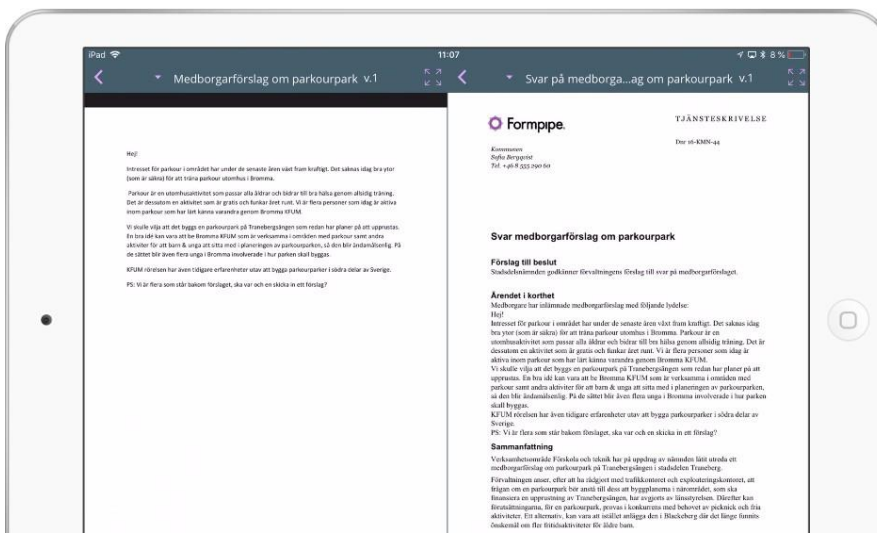 iPad
11:07
8 %
Medborgarförslag om parkourpark v.1
Hej!
Intresset för parkour i området har under de senaste åren växt fram kraftigt. Det saknas idag bra ytor
(som är säkra) för att träna parkour utomhus i Bromma.
Parkour är en utomhusaktivitet som passar alla åldrar och bidrar till bra hälsa genom allsidig träning.
Det är dessutom en aktivitet som är gratis och funkar året runt. Vi är flera personer som idag är aktiva
inom parkour som har lärt känna varandra genom Bromma KFUM.
Vi skulle vilja att det byggs en parkourpark på Tranebergsängen som redan har planer på att upprustas.
En bra idé kan vara att be Bromma KFUM som är verksamma i områden med parkour samt andra
aktiviter för att barn & unga att sitta med i planeringen av parkourparken, så den blir ändamålsenlig. På
de sättet blir även flera unga i Bromma involverade i hur parken skall byggas.
KFUM rörelsen har även tidigare erfarenheter utav att bygga parkourparker i södra delar av Sverige.
PS: Vi är flera som står bakom förslaget, ska var och en skicka in ett förslag?
Svar på medborga...ag om parkourpark v.1
Formpipe.
TJÄNSTESKRIVELSE
Dnr 16-KMN-44
Kommunen
Sofia Bergqvist
Tel. +46 8 555 290 60
Svar medborgarförslag om parkourpark
Förslag till beslut
Stadsdelsnämnden godkänner förvaltningens förslag till svar på medborgarförslaget.
Ärendet i korthet
Medborgare har inlämnade medborgarförslag med följande lydelse:
Hej!
Intresset för parkour i området har under de senaste åren växt fram kraftigt. Det saknas idag
bra ytor (som är säkra) för att träna parkour utomhus i Bromma. Parkour är en
utomhusaktivitet som passar alla åldrar och bidrar till bra hälsa genom allsidig träning. Det är
dessutom en aktivitet som är gratis och funkar året runt. Vi är flera personer som idag är
aktiva inom parkour som har lärt känna varandra genom Bromma KFUM.
Vi skulle vilja att det byggs en parkourpark på Tranebergsängen som redan har planer på att
upprustas. En bra idé kan vara att be Bromma KFUM som är verksamma i områden med
parkour samt andra aktiviter för att barn & unga att sitta med i planeringen av parkourparken,
så den blir ändamålsenlig. På de sättet blir även flera unga i Bromma involverade i hur parken
skall byggas.
KFUM rörelsen har även tidigare erfarenheter utav att bygga parkourparker i södra delar av
Sverige.
PS: Vi är flera som står bakom förslaget, ska var och en skicka in ett förslag?
Sammanfattning
Verksamhetsområde Förskola och teknik har på uppdrag av nämnden låtit utreda ett
medborgarförslag om parkourpark på Tranebergsängen i stadsdelen Traneberg.
Förvaltningen anser, efter att ha rådgjort med trafikkontoret och exploateringskontoret, att
frågan om en parkourpark bör anstå till dess att byggplanerna i närområdet, som ska
finansiera en upprustning av Tranebergsängen, har avgjorts av länsstyrelsen. Därefter kan
förutsättningarna, för en parkourpark, prövas i konkurrens med behovet av picknick och fria
aktiviteter. Ett alternativ, kan vara att istället anlägga den i Blackeberg där det länge funnits
önskemål om fler fritidsaktiviteter för äldre barn.